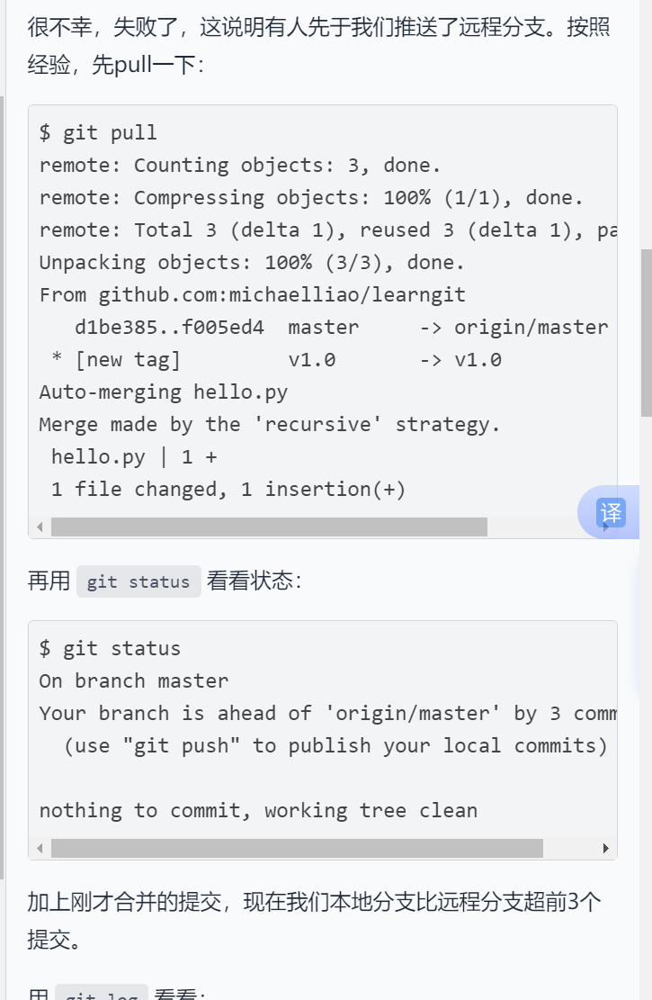 很不幸，失败了，这说明有人先于我们推送了远程分支。按照
经验，先pull一下：
$ git pull
remote: Counting objects: 3, done.
remote: Compressing objects: 100% (1/1), done.
remote: Total 3 (delta 1), reused 3 (delta 1), pa
Unpacking objects: 100% (3/3), done.
From github.com:michaelliao/learngit
   d1be385..f005ed4  master     -> origin/master
 * [new tag]         v1.0       -> v1.0
Auto-merging hello.py
Merge made by the 'recursive' strategy.
 hello.py | 1 +
 1 file changed, 1 insertion(+)
译
再用 git status 看看状态：
$ git status
On branch master
Your branch is ahead of 'origin/master' by 3 comm
  (use "git push" to publish your local commits)
nothing to commit, working tree clean
加上刚才合并的提交，现在我们本地分支比远程分支超前3个
提交。
用 git log 看看：